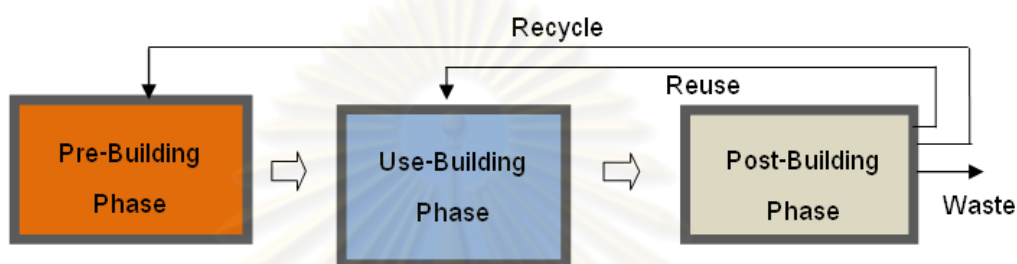 Recycle
Reuse
Pre-Building
Phase
Use-Building
Phase
Post-Building
Phase
Waste